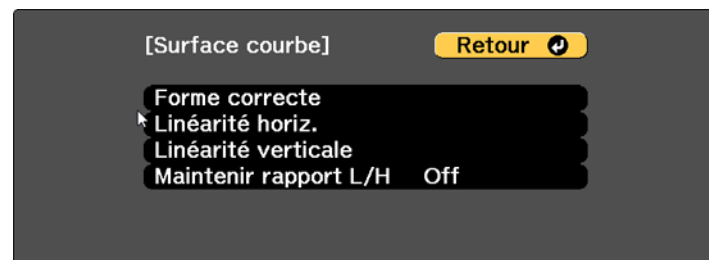 [Surface courbe] Retour
Forme correcte
Linéarité horiz.
Linéarité verticale
Maintenir rapport L/H Off